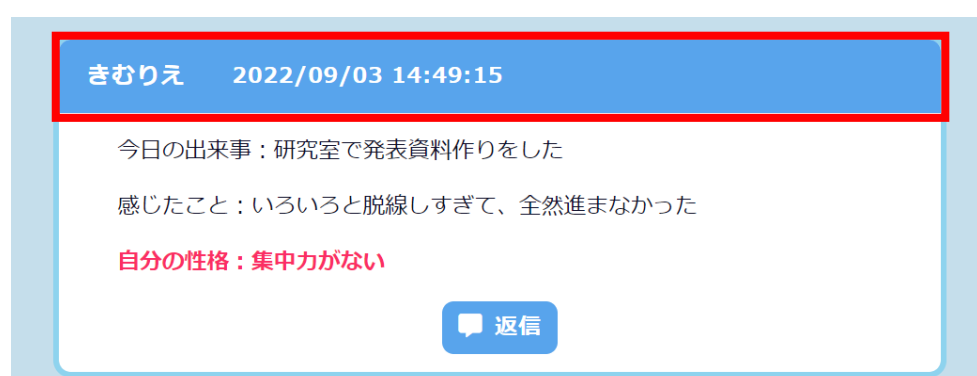 きむりえ 2022/09/03 14:49:15
今日の出来事：研究室で発表資料作りをした
感じたこと：いろいろと脱線しすぎて、全然進まなかった
自分の性格：集中力がない
返信